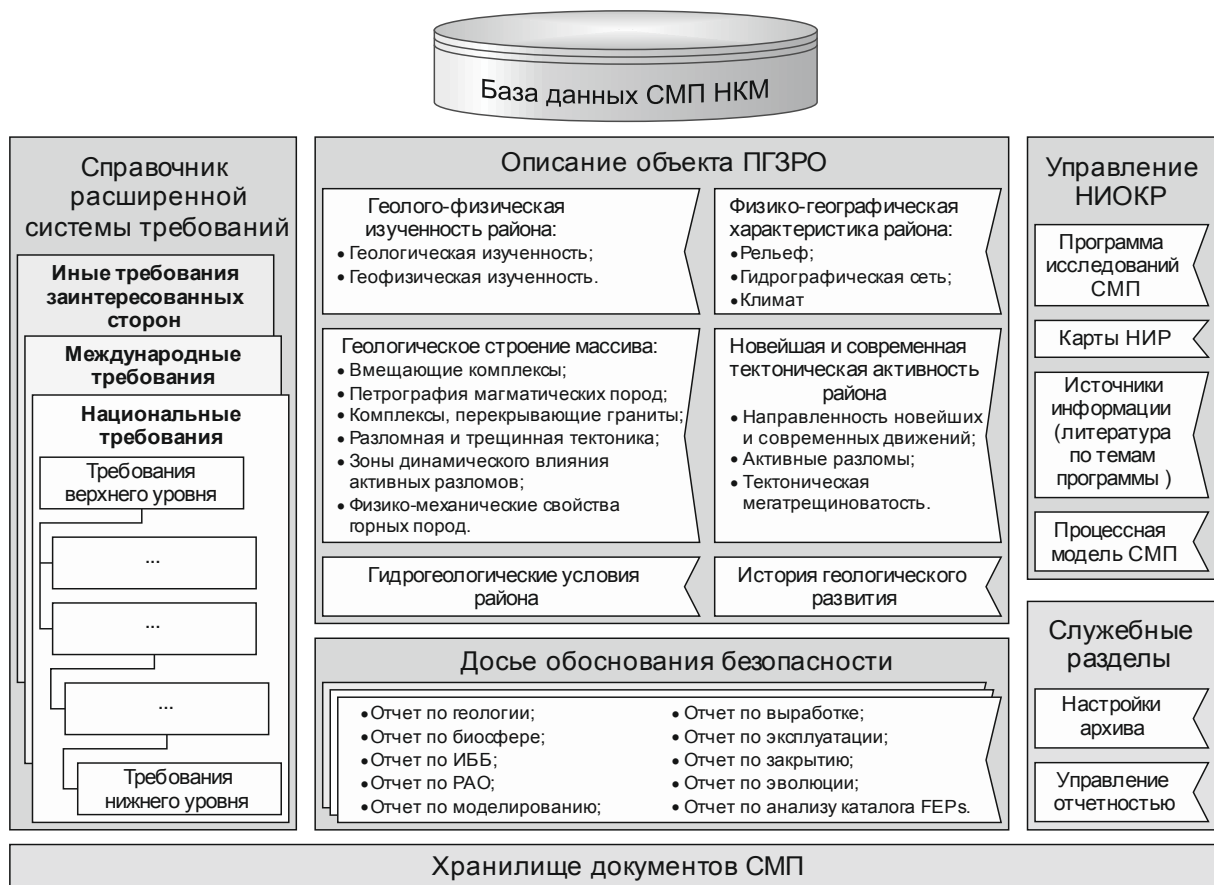 База данных СМП НКМ
Справочник
расширенной
системы требований
Иные требования
заинтересованных
сторон
Международные
требования
Национальные
требования
Требования
верхнего уровня
...
...
...
Требования
нижнего уровня
Описание объекта ПГЗРО
Геолого-физическая
изученность района:
• Геологическая изученность;
• Геофизическая изученность.
Физико-географическая
характеристика района:
• Рельеф;
• Гидрографическая сеть;
• Климат
Геологическое строение массива:
• Вмещающие комплексы;
• Петрография магматических пород;
• Комплексы, перекрывающие граниты;
• Разломная и трещинная тектоника;
• Зоны динамического влияния
активных разломов;
• Физико-механические свойства
горных пород.
Новейшая и современная
тектоническая активность
района
• Направленность новейших
и современных движений;
• Активные разломы;
• Тектоническая
мегатрещиноватость.
Гидрогеологические условия
района
История геологического
развития
Досье обоснования безопасности
• Отчет по геологии;
• Отчет по биосфере;
• Отчет по ИББ;
• Отчет по РАО;
• Отчет по моделированию;
• Отчет по выработке;
• Отчет по эксплуатации;
• Отчет по закрытию;
• Отчет по эволюции;
• Отчет по анализу каталога FEPs.
Управление
НИОКР
Программа
исследований
СМП
Карты НИР
Источники
информации
(литература
по темам
программы )
Процессная
модель СМП
Служебные
разделы
Настройки
архива
Управление
отчетностью
Хранилище документов СМП